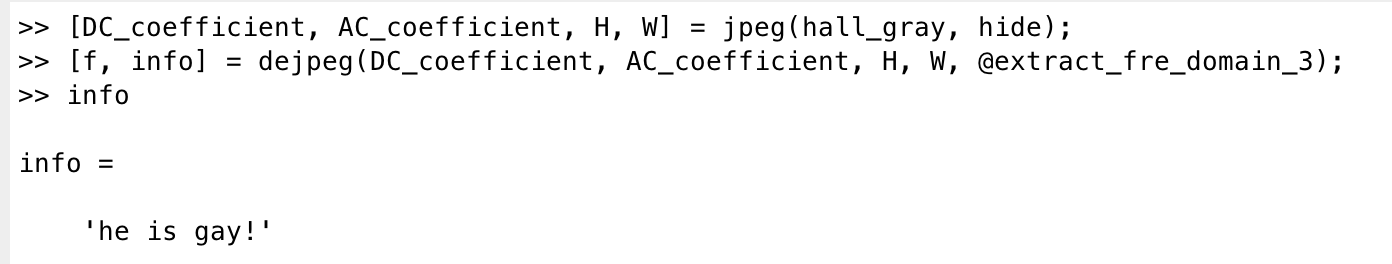 >> [DC_coefficient, AC_coefficient, H, W] = jpeg(hall_gray, hide);
>> [f, info] = dejpeg(DC_coefficient, AC_coefficient, H, W, @extract_fre_domain_3);
>> info
info =
'he is gay!'